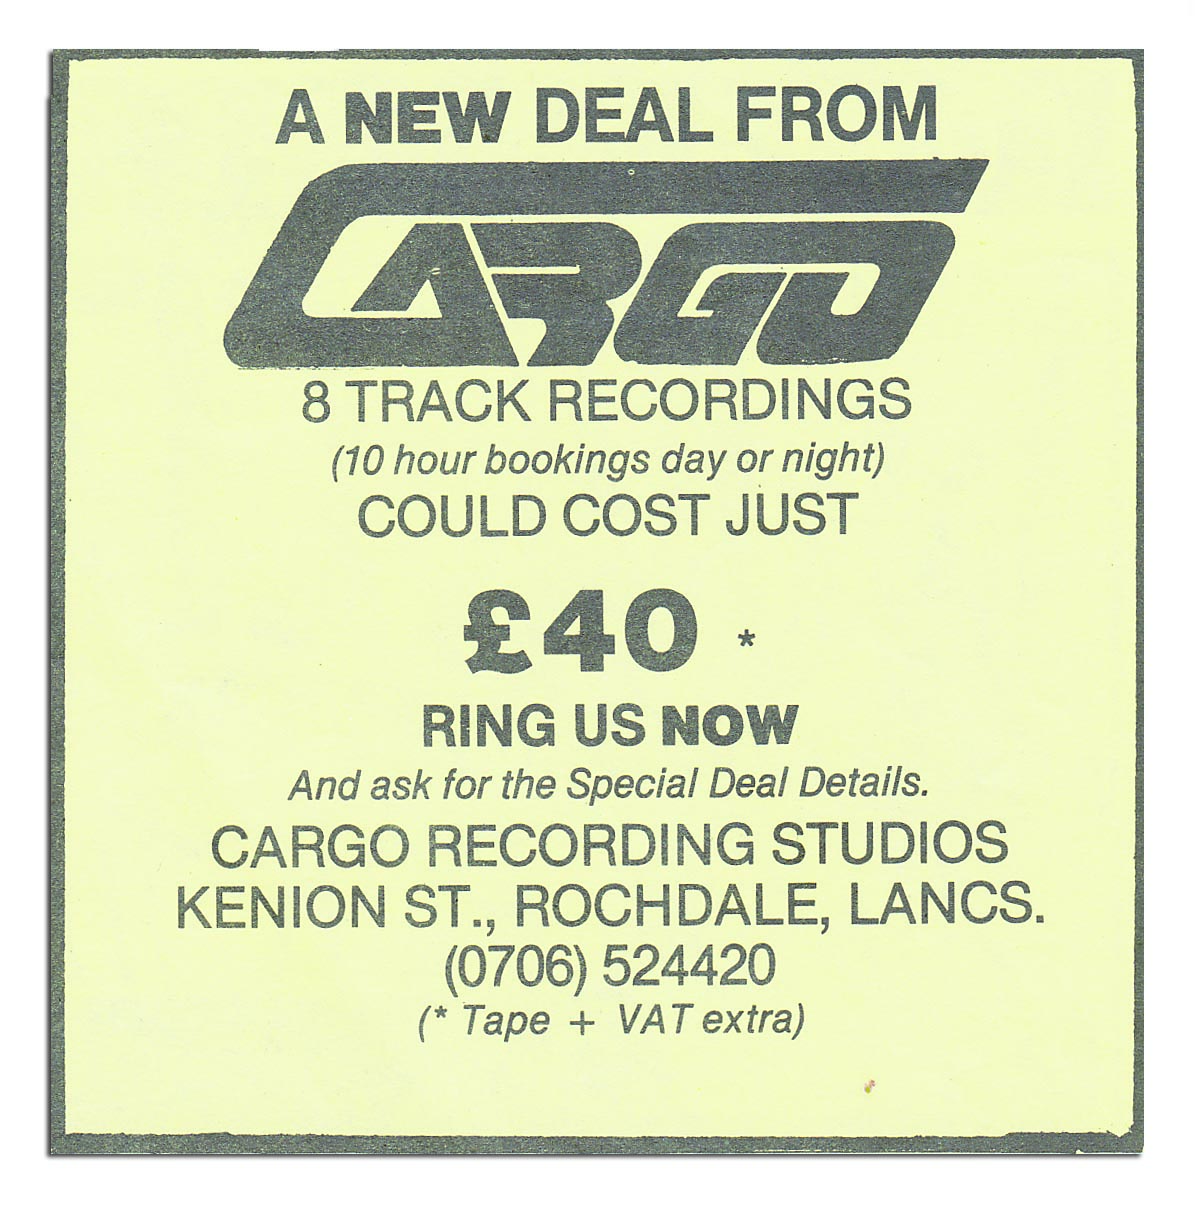 A NEW DEAL FROM
CARGO
8 TRACK RECORDINGS
(10 hour bookings day or night)
COULD COST JUST
£40 *
RING US NOW
And ask for the Special Deal Details.
CARGO RECORDING STUDIOS
KENION ST., ROCHDALE, LANCS.
(0706) 524420
(* Tape + VAT extra)